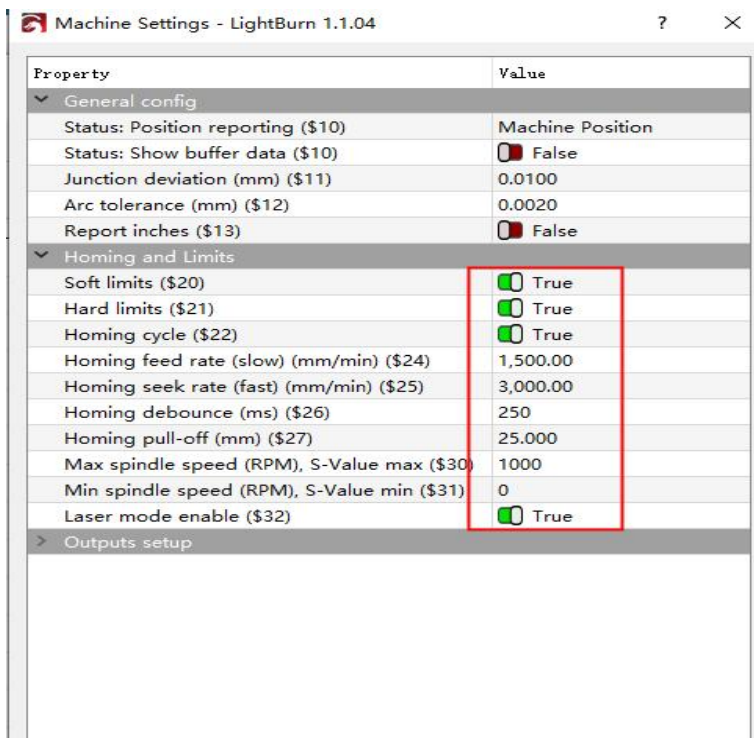 Machine Settings - LightBurn 1.1.04 ? ×
Property Value
General config
Status: Position reporting ($10) Machine Position
Status: Show buffer data ($10) False
Junction deviation (mm) ($11) 0.0100
Arc tolerance (mm) ($12) 0.0020
Report inches ($13) False
Homing and Limits
Soft limits ($20) True
Hard limits ($21) True
Homing cycle ($22) True
Homing feed rate (slow) (mm/min) ($24) 1,500.00
Homing seek rate (fast) (mm/min) ($25) 3,000.00
Homing debounce (ms) ($26) 250
Homing pull-off (mm) ($27) 25.000
Max spindle speed (RPM), S-Value max ($30) 1000
Min spindle speed (RPM), S-Value min ($31) 0
Laser mode enable ($32) True
Outputs setup